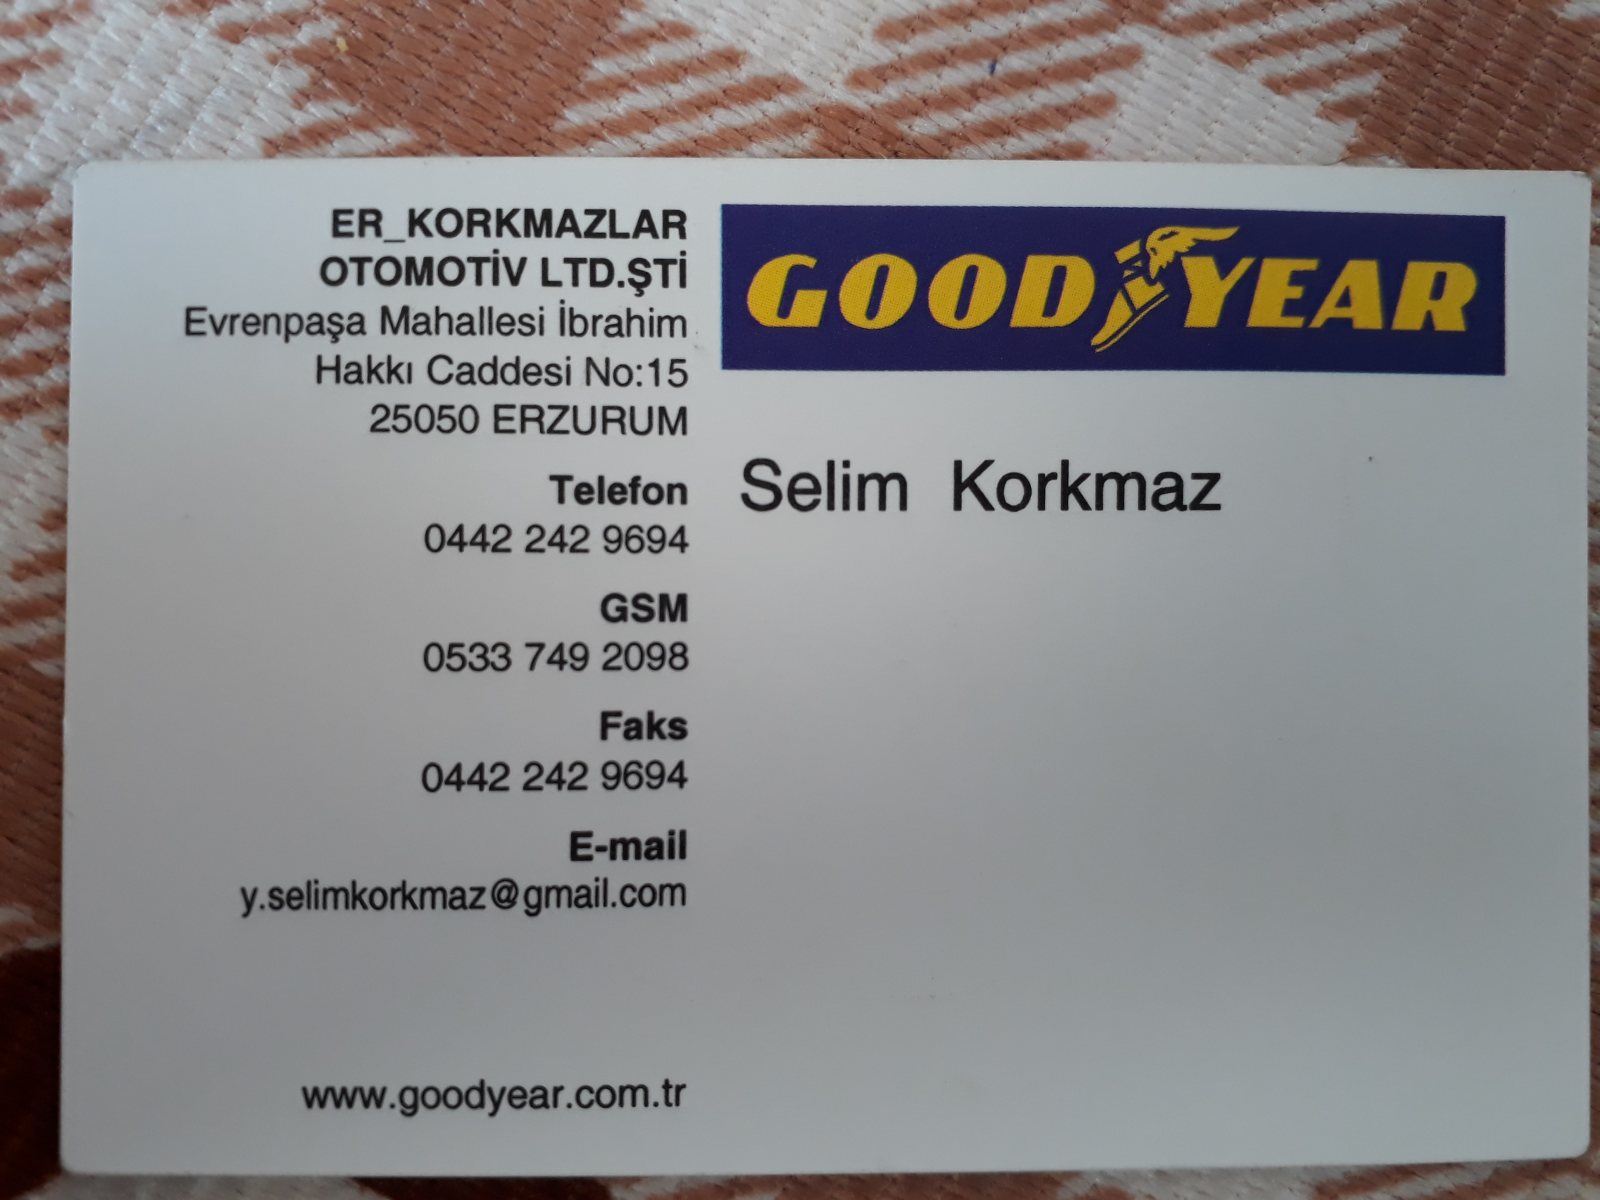 ER_KORKMAZLAR
OTOMOTİV LTD.ŞTİ
Evrenpaşa Mahallesi İbrahim
Hakkı Caddesi No:15
25050 ERZURUM
Telefon
0442 242 9694
GSM
0533 749 2098
Faks
0442 242 9694
E-mail
y.selimkorkmaz@gmail.com
www.goodyear.com.tr
GOODYEAR
Selim Korkmaz